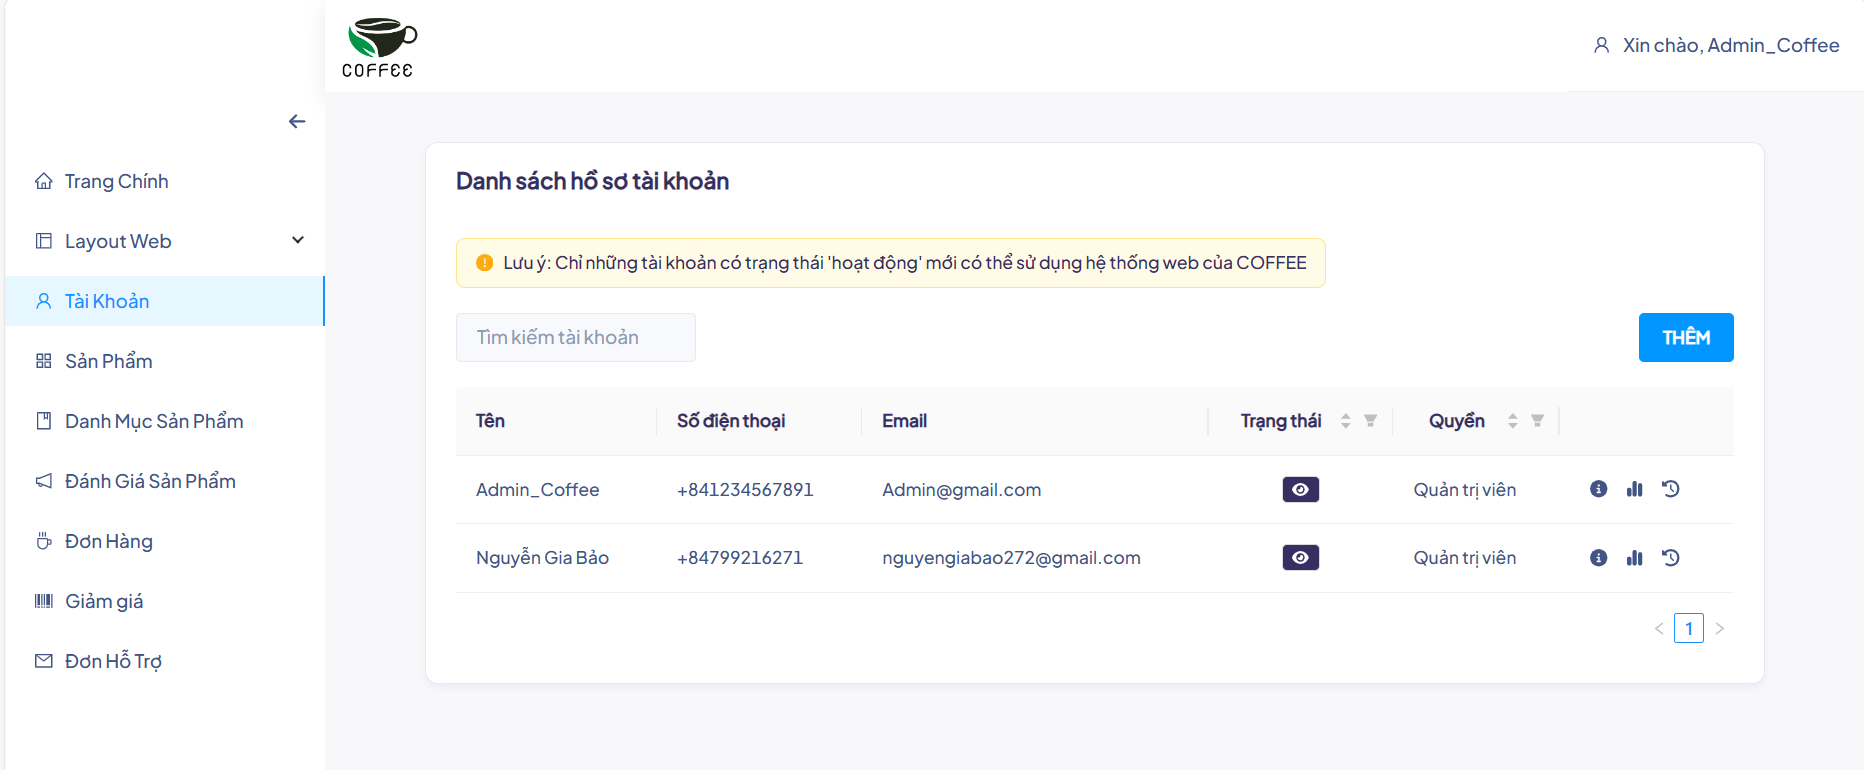 COFFEE
Xin chào, Admin_Coffee
Trang Chính
Layout Web
Tài Khoản
Sản Phẩm
Danh Mục Sản Phẩm
Đánh Giá Sản Phẩm
Đơn Hàng
Giảm giá
Đơn Hỗ Trợ
Danh sách hồ sơ tài khoản
Lưu ý: Chỉ những tài khoản có trạng thái 'hoạt động' mới có thể sử dụng hệ thống web của COFFEE
Tìm kiếm tài khoản
THÊM
Tên Số điện thoại Email Trạng thái Quyền
Admin_Coffee +841234567891 Admin@gmail.com Quản trị viên
Nguyễn Gia Bảo +84799216271 nguyengiabao272@gmail.com Quản trị viên
< 1 >